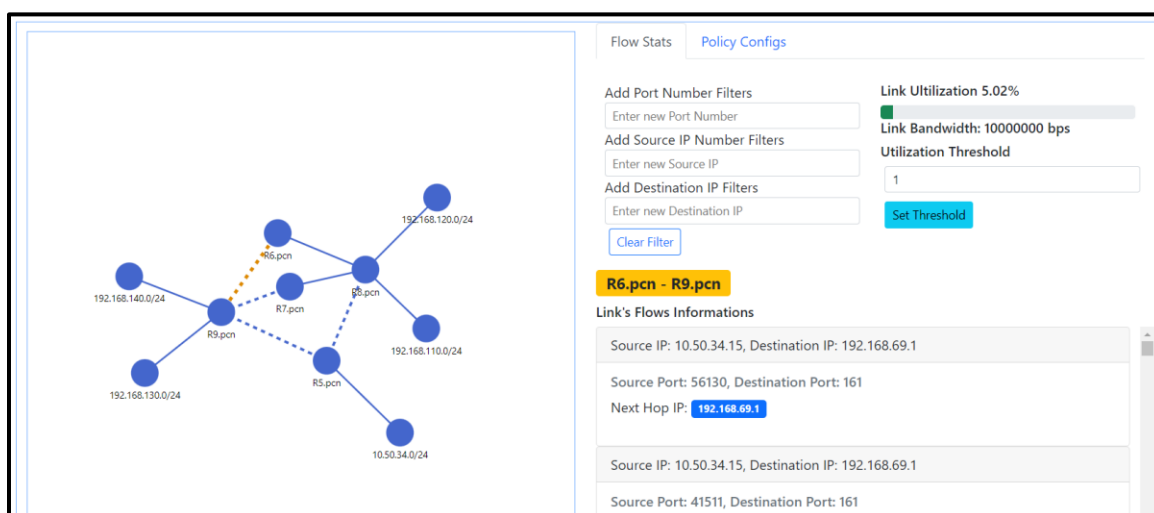 Flow Stats
Policy Configs
Add Port Number Filters
Enter new Port Number
Add Source IP Number Filters
Enter new Source IP
Add Destination IP Filters
Enter new Destination IP
Clear Filter
Link Ultilization 5.02%
Link Bandwidth: 10000000 bps
Utilization Threshold
1
Set Threshold
192.168.120.0/24
R6.pcn
R8.pcn
192.168.140.0/24
R7.pcn
R9.pcn
192.168.110.0/24
R5.pcn
192.168.130.0/24
10.50.34.0/24
R6.pcn - R9.pcn
Link's Flows Informations
Source IP: 10.50.34.15, Destination IP: 192.168.69.1
Source Port: 56130, Destination Port: 161
Next Hop IP: 192.168.69.1
Source IP: 10.50.34.15, Destination IP: 192.168.69.1
Source Port: 41511, Destination Port: 161